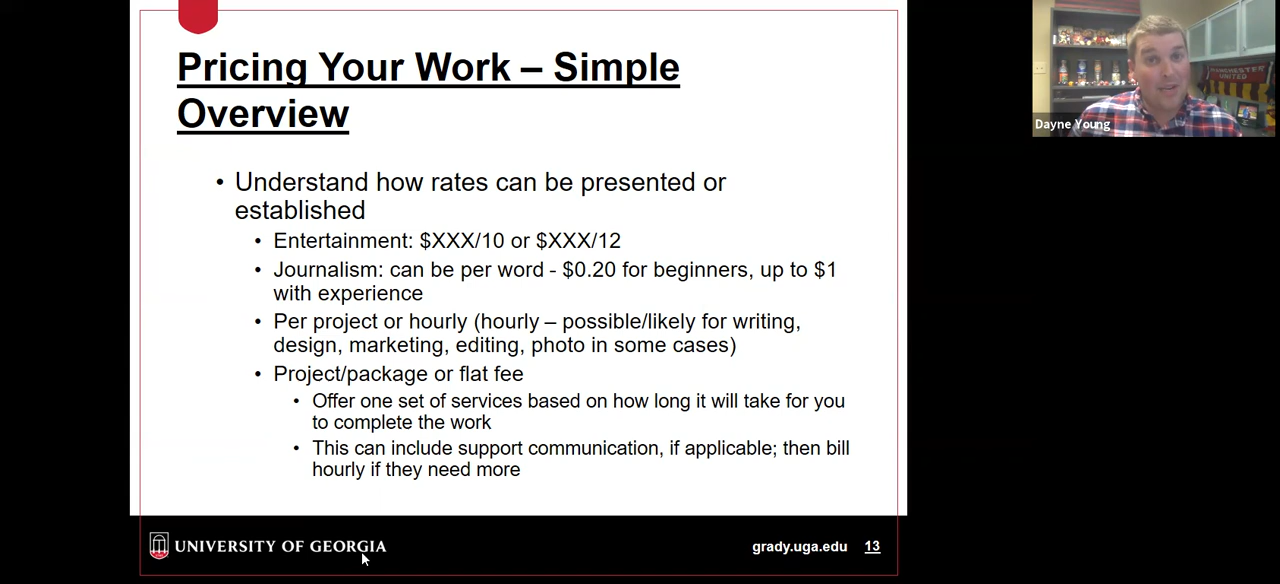 Pricing Your Work – Simple
Overview
• Understand how rates can be presented or
established
• Entertainment: $XXX/10 or $XXX/12
• Journalism: can be per word - $0.20 for beginners, up to $1
with experience
• Per project or hourly (hourly – possible/likely for writing,
design, marketing, editing, photo in some cases)
• Project/package or flat fee
• Offer one set of services based on how long it will take for you
to complete the work
• This can include support communication, if applicable; then bill
hourly if they need more
UNIVERSITY OF GEORGIA
grady.uga.edu 13
MANCHESTER
UNITED
Dayne Young